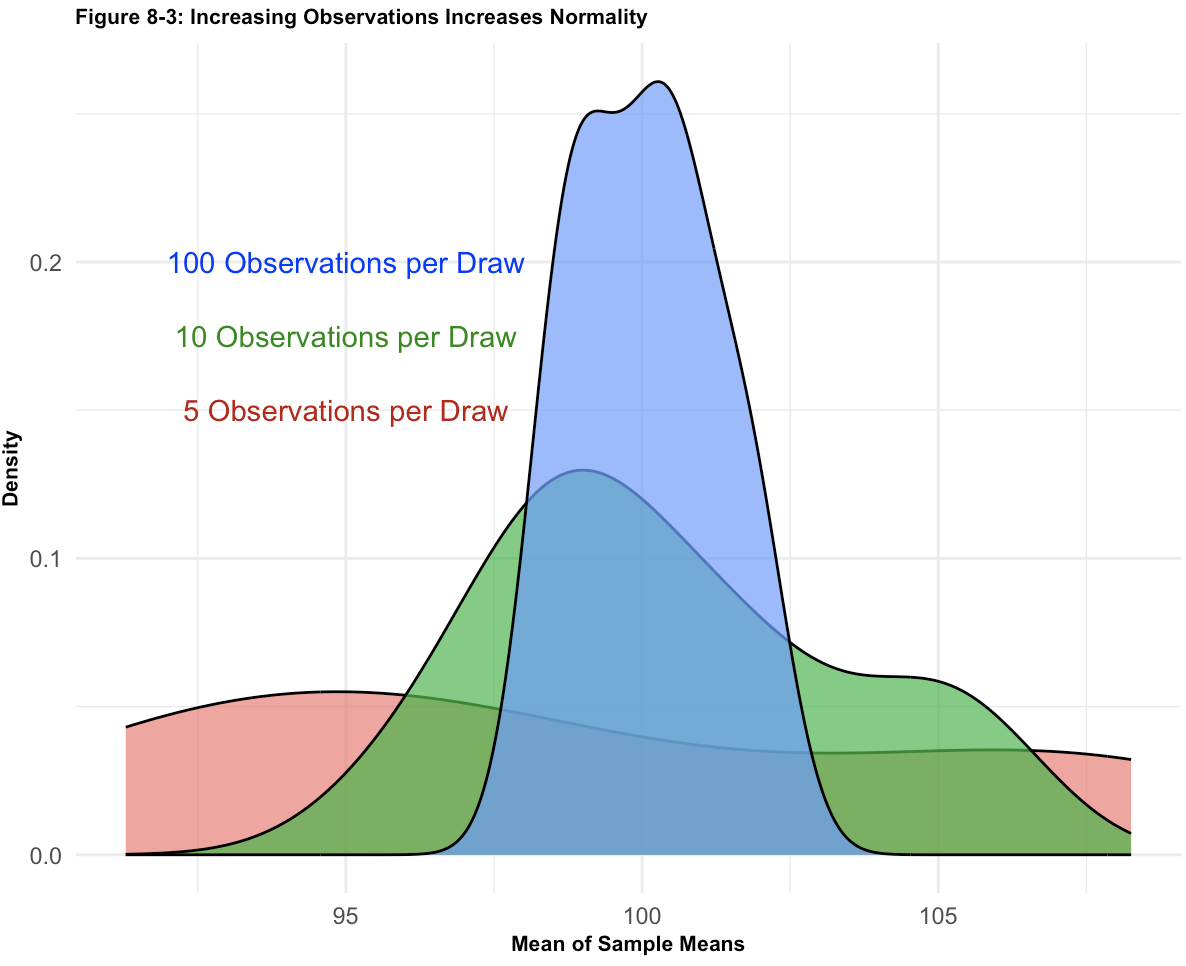 Figure 8-3: Increasing Observations Increases Normality
100 Observations per Draw
10 Observations per Draw
5 Observations per Draw
Density
0.2
0.1
0.0
95
100
105
Mean of Sample Means